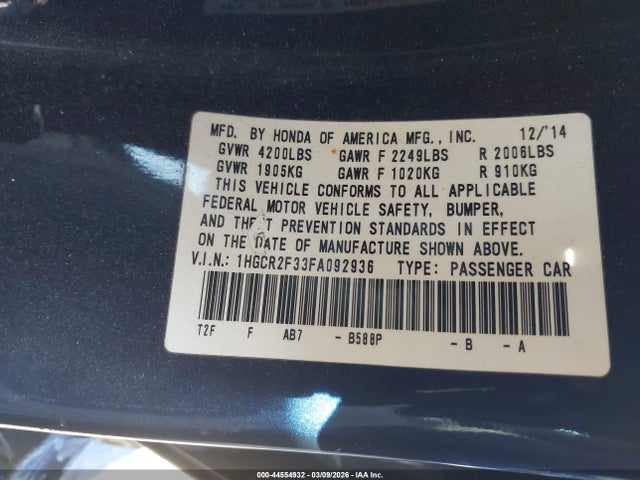 MFD. BY HONDA OF AMERICA MFG., INC. 12/'14
GVWR 4200LBS GAWR F 2249LBS R 2006LBS
GVWR 1905KG GAWR F 1020KG R 910KG
THIS VEHICLE CONFORMS TO ALL APPLICABLE
FEDERAL MOTOR VEHICLE SAFETY, BUMPER,
AND THEFT PREVENTION STANDARDS IN EFFECT
ON THE DATE OF MANUFACTURE SHOWN ABOVE.
V.I.N.: 1HGCR2F33FA092936 TYPE: PASSENGER CAR
T2F F AB7 - B588P - B - A
000-44554932 - 03/09/2026 - IAA Inc.